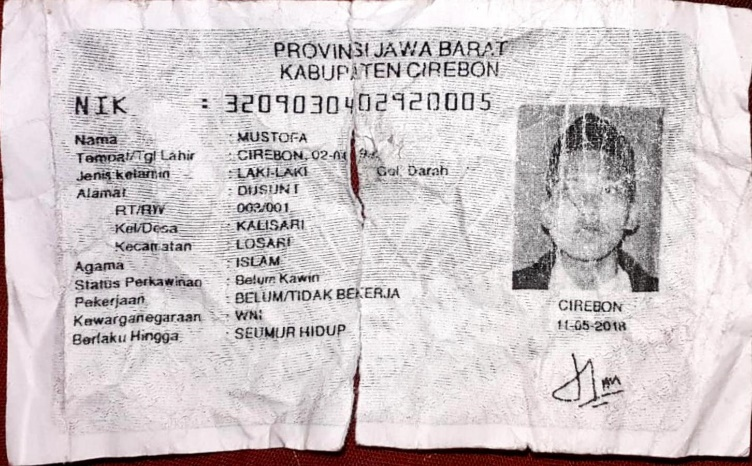 PROVINSI JAWA BARAT
KABUPATEN CIREBON
NIK : 3209030402920005
Nama : MUSTOFA
Tempat/Tgl Lahir : CIREBON,
Jenis kelamin : LAKI-LAKI Gol. Darah
Alamat : DUSUN I
RT/RW : 003/001
Kel/Desa : KALISARI
Kecamatan : LOSARI
Agama : ISLAM
Status Perkawinan : Belum Kawin
Pekerjaan : BELUM/TIDAK BEKERJA
Kewarganegaraan : WNI
Berlaku Hingga : SEUMUR HIDUP
CIREBON
11-05-2018